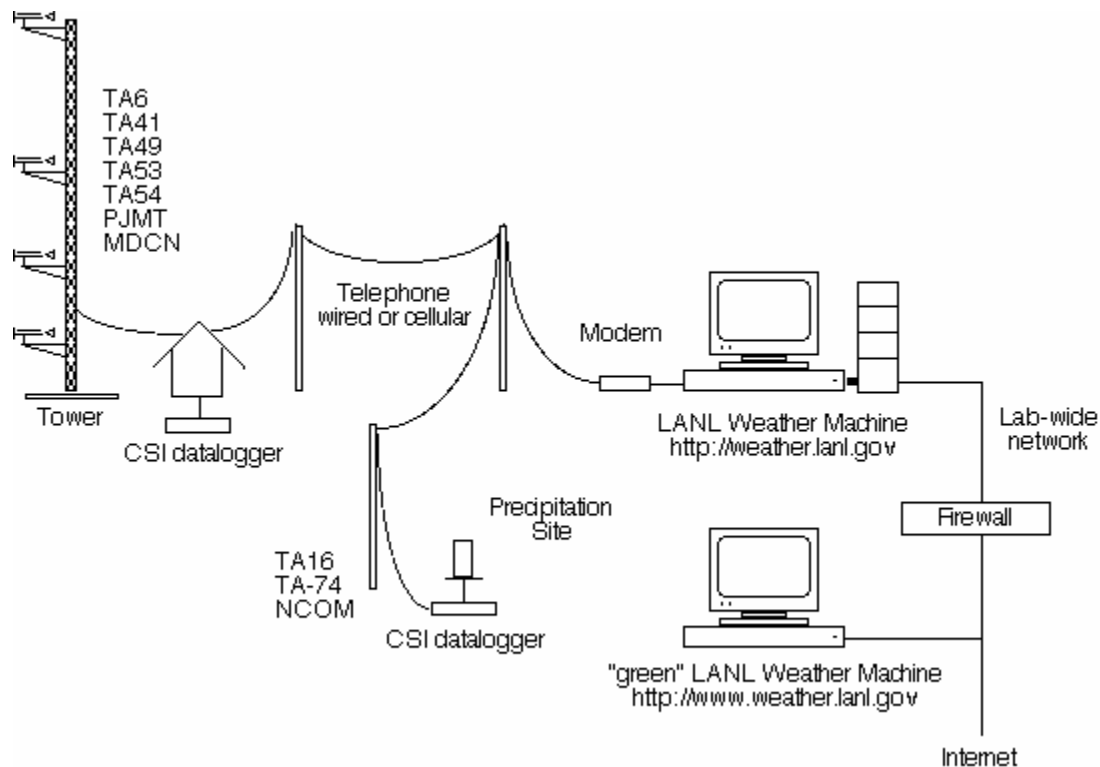 TA6
TA41
TA49
TA53
TA54
PJMT
MDCN
Tower
CSI datalogger
Telephone
wired or cellular
Modem
LANL Weather Machine
http://weather.lanl.gov
Lab-wide
network
Firewall
Precipitation
Site
TA16
TA-74
NCOM
CSI datalogger
"green" LANL Weather Machine
http://www.weather.lanl.gov
Internet